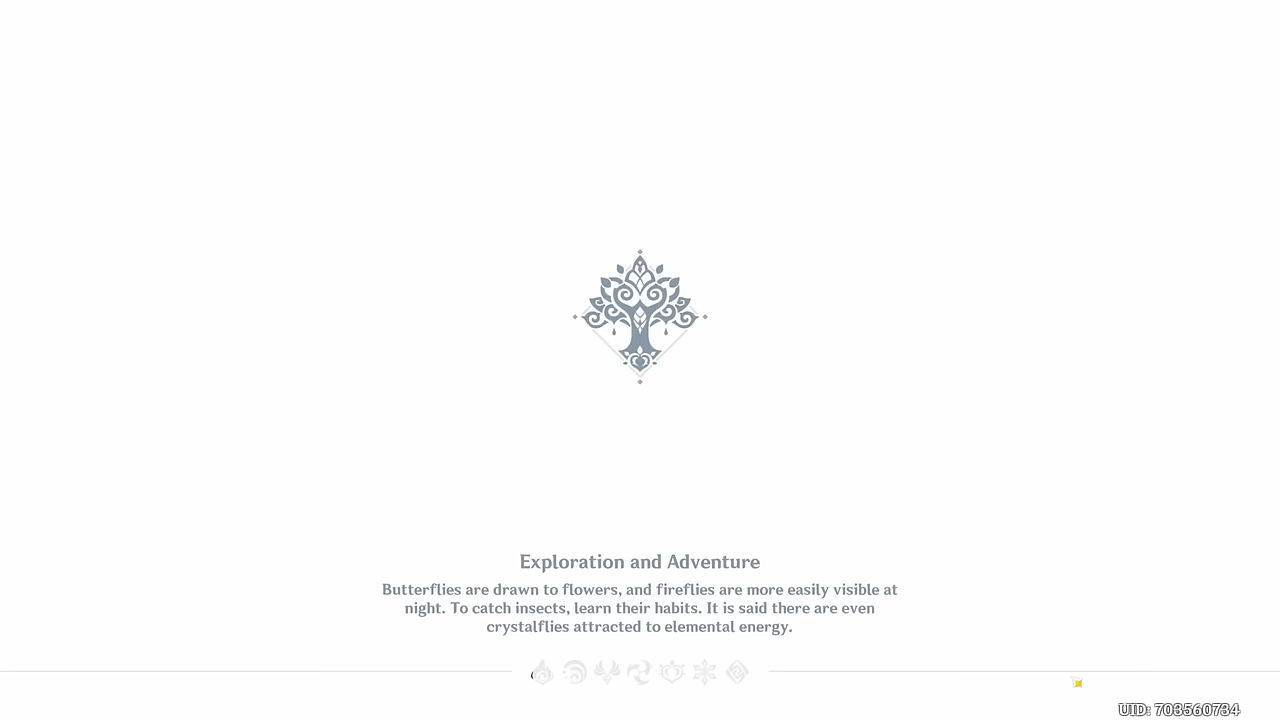 Exploration and Adventure
Butterflies are drawn to flowers, and fireflies are more easily visible at
night. To catch insects, learn their habits. It is said there are even
crystalflies attracted to elemental energy.
UID: 703560734